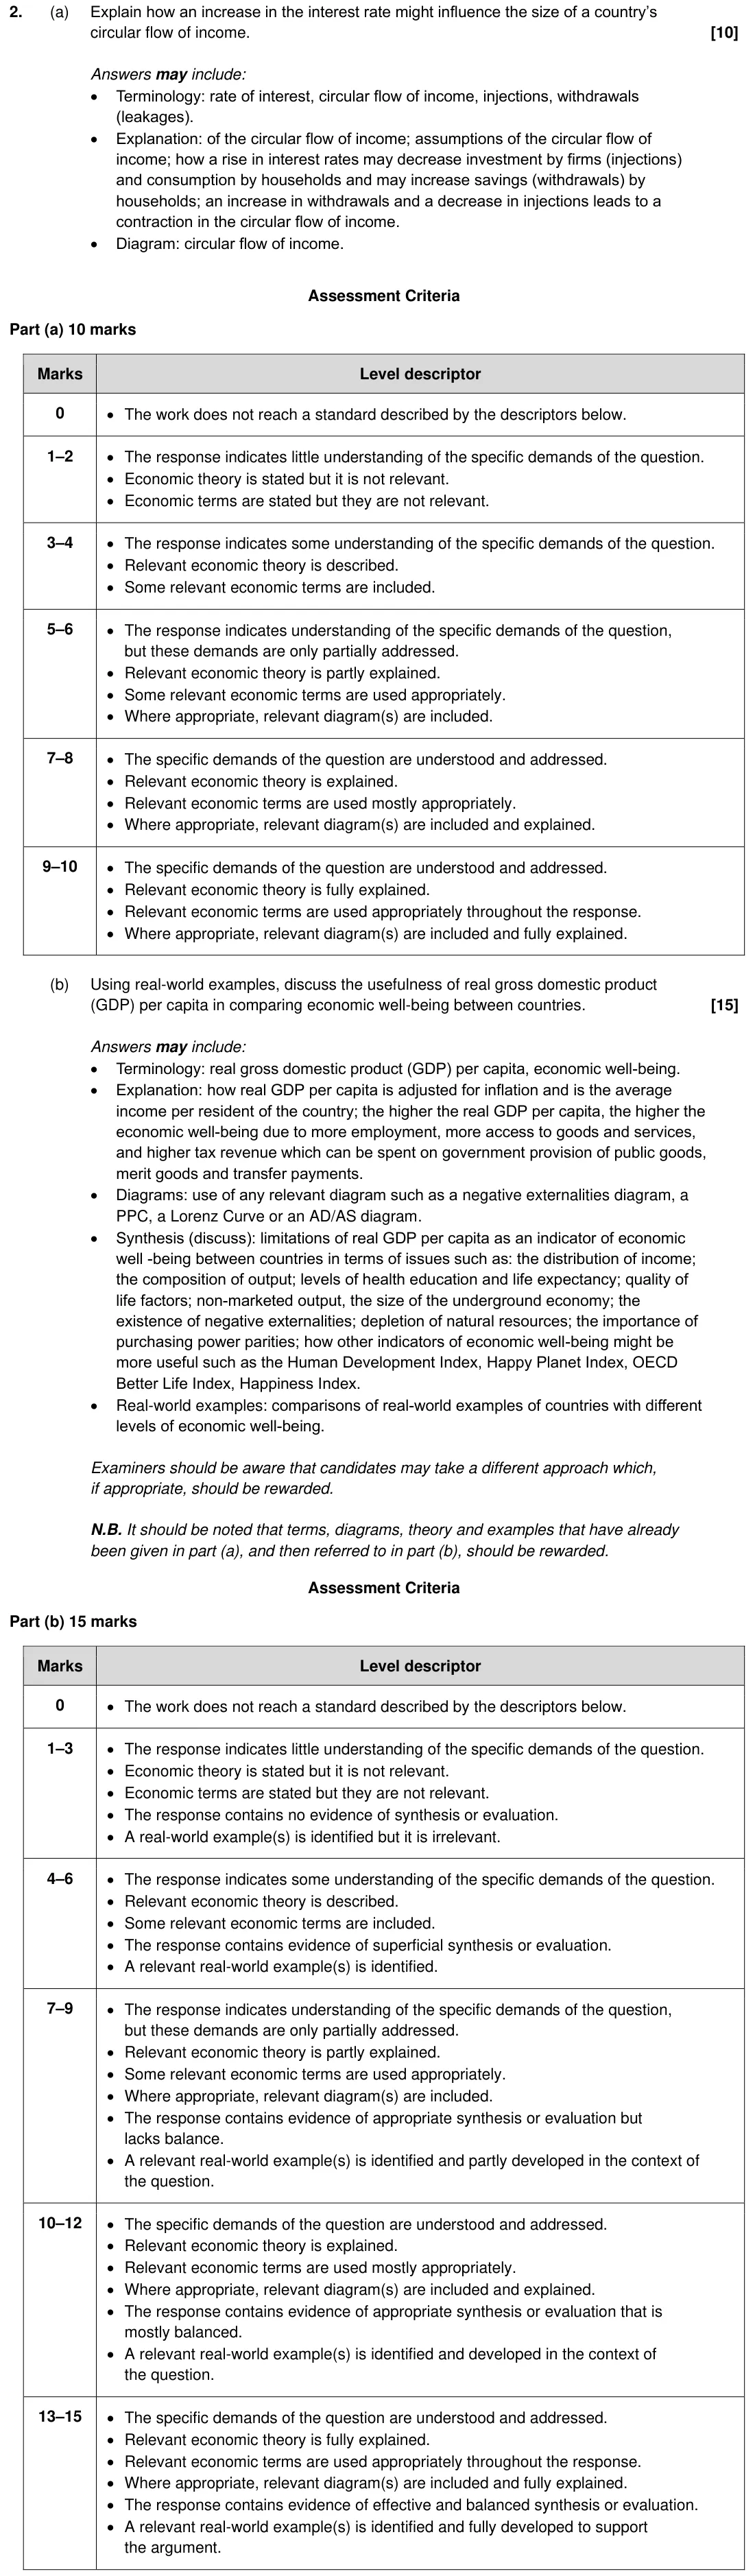 2. (a) Explain how an increase in the interest rate might influence the size of a country's
circular flow of income. [10]
Answers may include:
• Terminology: rate of interest, circular flow of income, injections, withdrawals
(leakages).
• Explanation: of the circular flow of income; assumptions of the circular flow of
income; how a rise in interest rates may decrease investment by firms (injections)
and consumption by households and may increase savings (withdrawals) by
households; an increase in withdrawals and a decrease in injections leads to a
contraction in the circular flow of income.
• Diagram: circular flow of income.
Assessment Criteria
Part (a) 10 marks
Marks Level descriptor
0 • The work does not reach a standard described by the descriptors below.
1–2 • The response indicates little understanding of the specific demands of the question.
• Economic theory is stated but it is not relevant.
• Economic terms are stated but they are not relevant.
3–4 • The response indicates some understanding of the specific demands of the question.
• Relevant economic theory is described.
• Some relevant economic terms are included.
5–6 • The response indicates understanding of the specific demands of the question,
but these demands are only partially addressed.
• Relevant economic theory is partly explained.
• Some relevant economic terms are used appropriately.
• Where appropriate, relevant diagram(s) are included.
7–8 • The specific demands of the question are understood and addressed.
• Relevant economic theory is explained.
• Relevant economic terms are used mostly appropriately.
• Where appropriate, relevant diagram(s) are included and explained.
9–10 • The specific demands of the question are understood and addressed.
• Relevant economic theory is fully explained.
• Relevant economic terms are used appropriately throughout the response.
• Where appropriate, relevant diagram(s) are included and fully explained.
(b) Using real-world examples, discuss the usefulness of real gross domestic product
(GDP) per capita in comparing economic well-being between countries. [15]
Answers may include:
• Terminology: real gross domestic product (GDP) per capita, economic well-being.
• Explanation: how real GDP per capita is adjusted for inflation and is the average
income per resident of the country; the higher the real GDP per capita, the higher the
economic well-being due to more employment, more access to goods and services,
and higher tax revenue which can be spent on government provision of public goods,
merit goods and transfer payments.
• Diagrams: use of any relevant diagram such as a negative externalities diagram, a
PPC, a Lorenz Curve or an AD/AS diagram.
• Synthesis (discuss): limitations of real GDP per capita as an indicator of economic
well -being between countries in terms of issues such as: the distribution of income;
the composition of output; levels of health education and life expectancy; quality of
life factors; non-marketed output, the size of the underground economy; the
existence of negative externalities; depletion of natural resources; the importance of
purchasing power parities; how other indicators of economic well-being might be
more useful such as the Human Development Index, Happy Planet Index, OECD
Better Life Index, Happiness Index.
• Real-world examples: comparisons of real-world examples of countries with different
levels of economic well-being.
Examiners should be aware that candidates may take a different approach which,
if appropriate, should be rewarded.
N.B. It should be noted that terms, diagrams, theory and examples that have already
been given in part (a), and then referred to in part (b), should be rewarded.
Assessment Criteria
Part (b) 15 marks
Marks Level descriptor
0 • The work does not reach a standard described by the descriptors below.
1–3 • The response indicates little understanding of the specific demands of the question.
• Economic theory is stated but it is not relevant.
• Economic terms are stated but they are not relevant.
• The response contains no evidence of synthesis or evaluation.
• A real-world example(s) is identified but it is irrelevant.
4–6 • The response indicates some understanding of the specific demands of the question.
• Relevant economic theory is described.
• Some relevant economic terms are included.
• The response contains evidence of superficial synthesis or evaluation.
• A relevant real-world example(s) is identified.
7–9 • The response indicates understanding of the specific demands of the question,
but these demands are only partially addressed.
• Relevant economic theory is partly explained.
• Some relevant economic terms are used appropriately.
• Where appropriate, relevant diagram(s) are included.
• The response contains evidence of appropriate synthesis or evaluation but
lacks balance.
• A relevant real-world example(s) is identified and partly developed in the context of
the question.
10–12 • The specific demands of the question are understood and addressed.
• Relevant economic theory is explained.
• Relevant economic terms are used mostly appropriately.
• Where appropriate, relevant diagram(s) are included and explained.
• The response contains evidence of appropriate synthesis or evaluation that is
mostly balanced.
• A relevant real-world example(s) is identified and developed in the context of
the question.
13–15 • The specific demands of the question are understood and addressed.
• Relevant economic theory is fully explained.
• Relevant economic terms are used appropriately throughout the response.
• Where appropriate, relevant diagram(s) are included and fully explained.
• The response contains evidence of effective and balanced synthesis or evaluation.
• A relevant real-world example(s) is identified and fully developed to support
the argument.